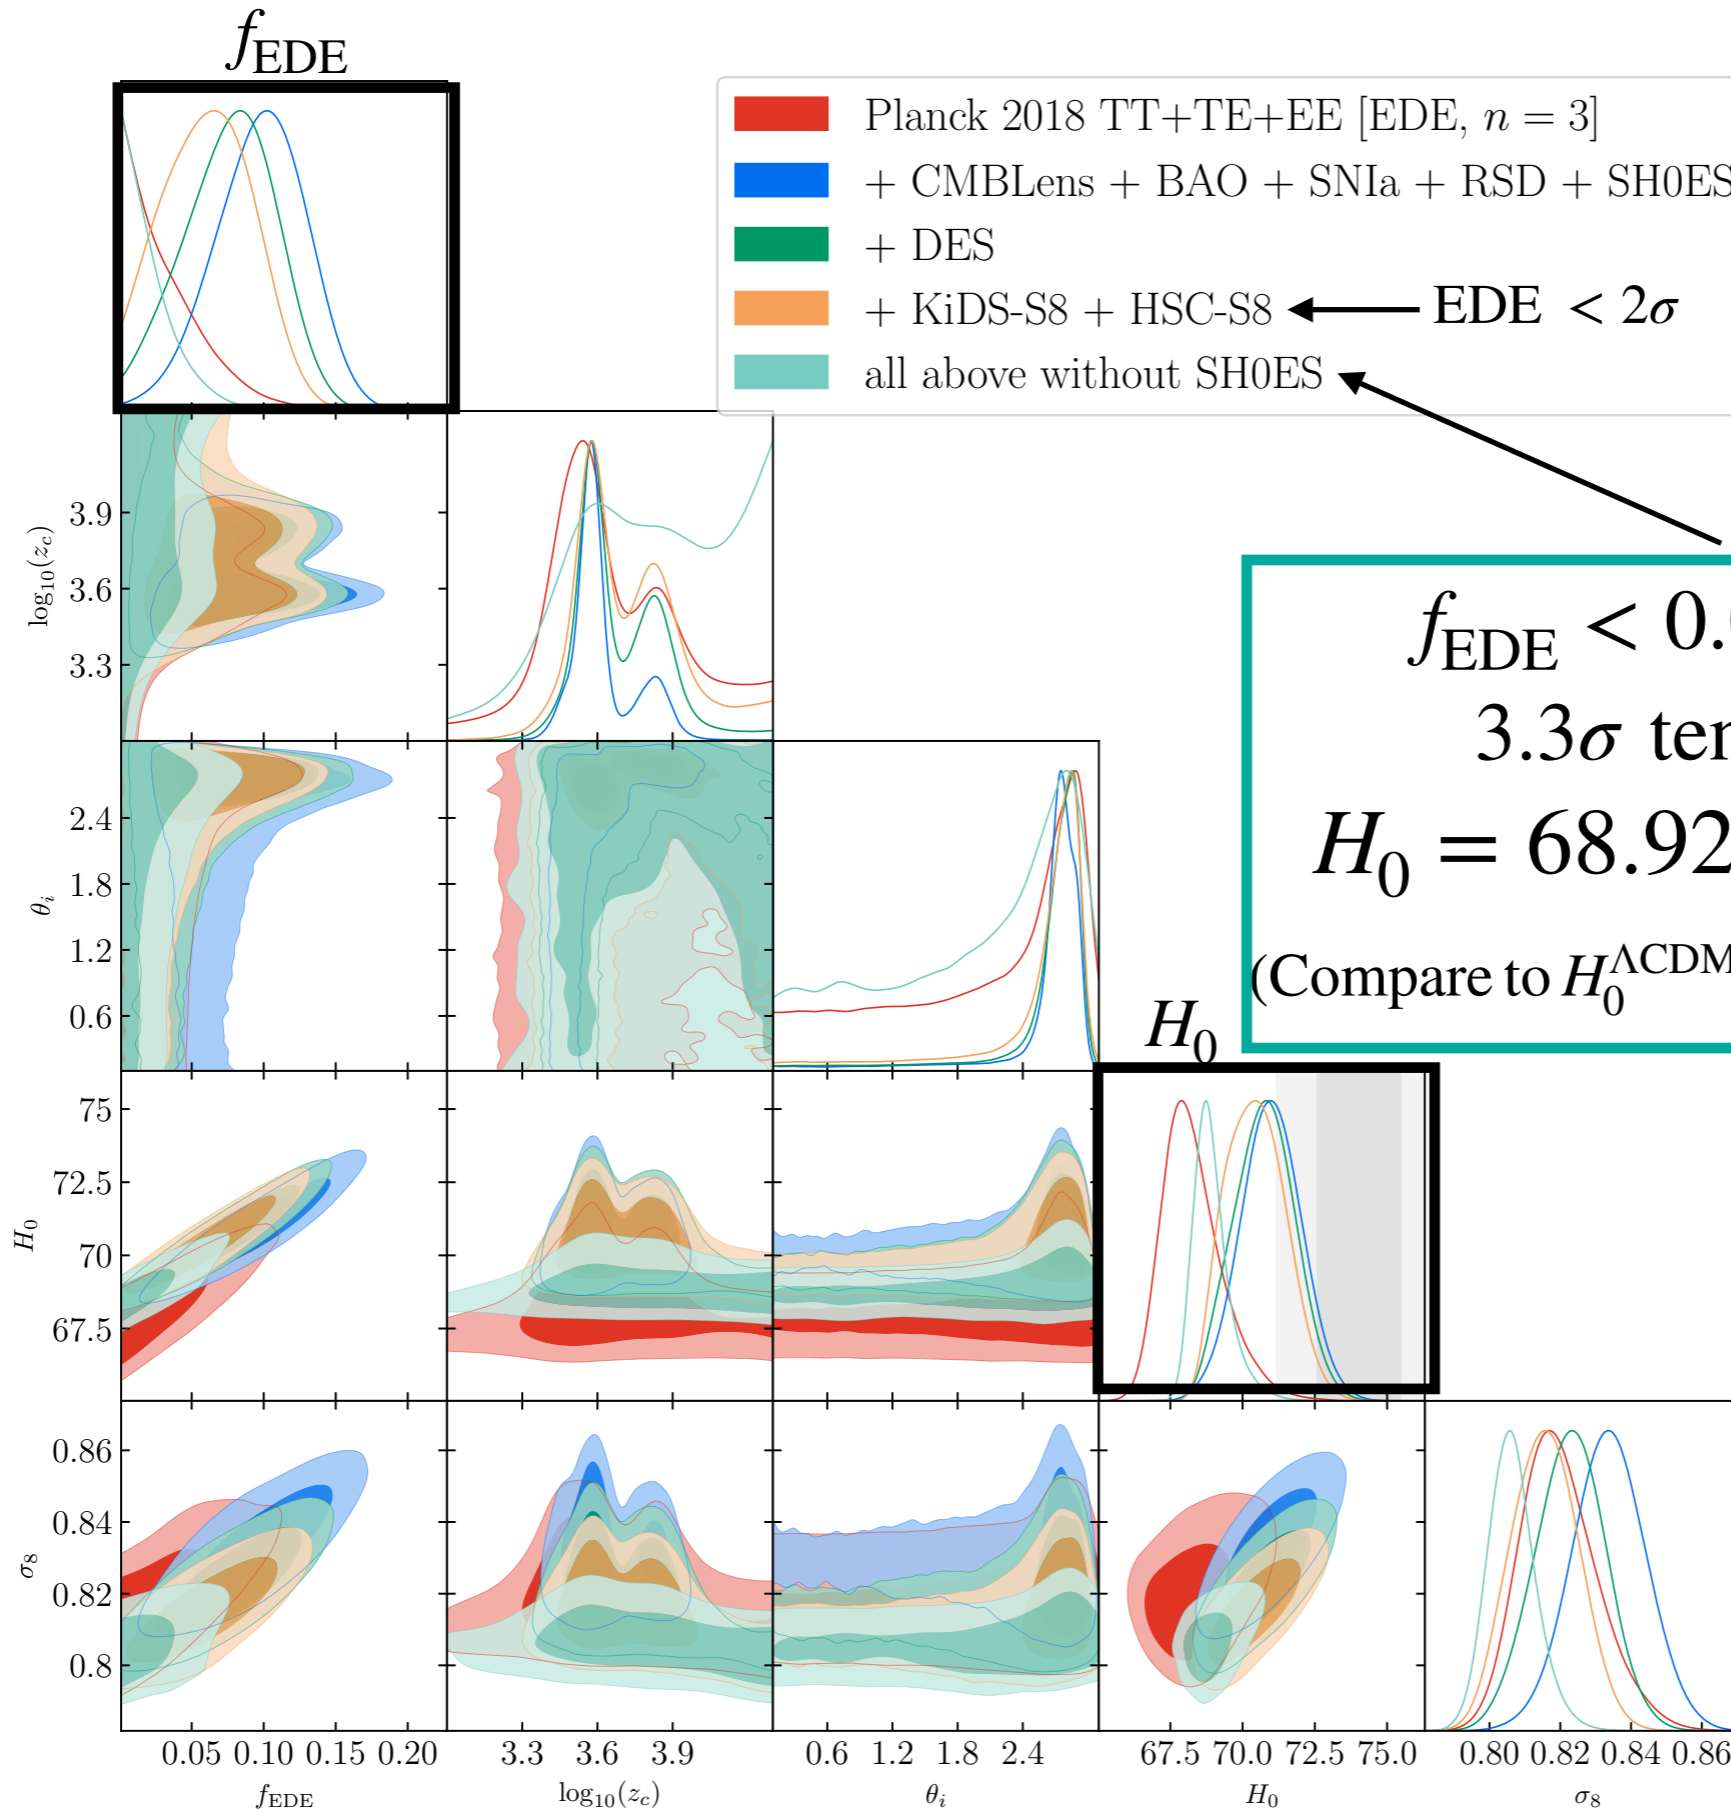 f_EDE
Planck 2018 TT+TE+EE [EDE, n = 3]
+ CMBLens + BAO + SNIa + RSD + SH0ES
+ DES
+ KiDS-S8 + HSC-S8
EDE < 2σ
all above without SH0ES
f_EDE < 0.
3.3σ
H_0 = 68.92
(Compare to H_0^ΛCDM
H_0
log_10(z_c)
3.9
3.6
3.3
θ_i
2.4
1.8
1.2
0.6
H_0
75
72.5
70
67.5
σ_8
0.86
0.84
0.82
0.8
0.05 0.10 0.15 0.20
3.3 3.6 3.9
0.6 1.2 1.8 2.4
67.5 70.0 72.5 75.0
0.80 0.82 0.84 0.86
f_EDE
log_10(z_c)
θ_i
H_0
σ_8